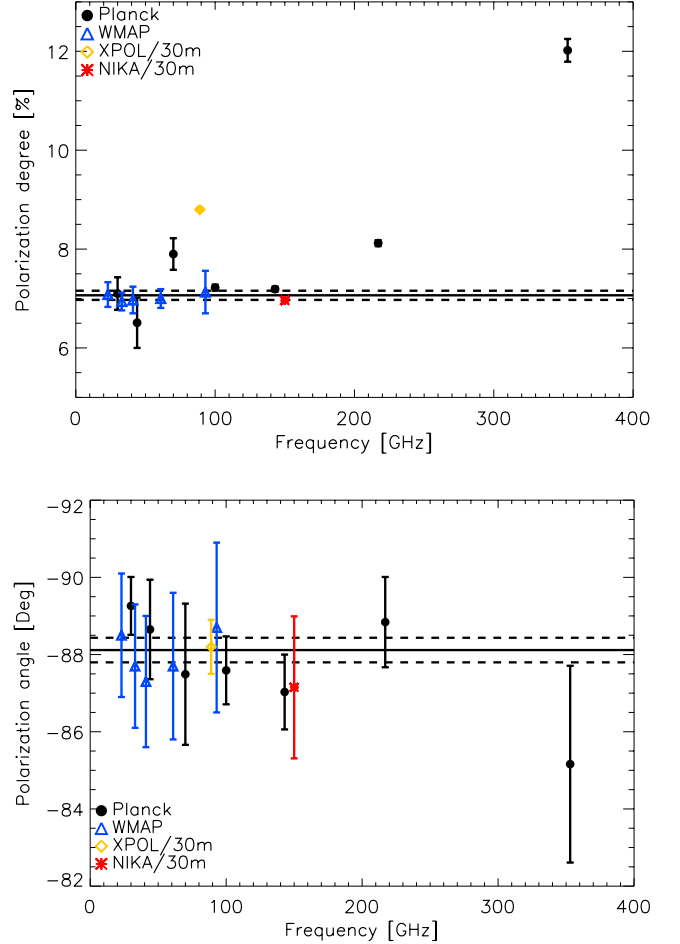 Planck
WMAP
XPOL/30m
NIKA/30m
12
10
8
6
Polarization degree [%]
0 100 200 300 400
Frequency [GHz]
-92
-90
-88
-86
-84
-82
Polarization angle [Deg]
Planck
WMAP
XPOL/30m
NIKA/30m
0 100 200 300 400
Frequency [GHz]